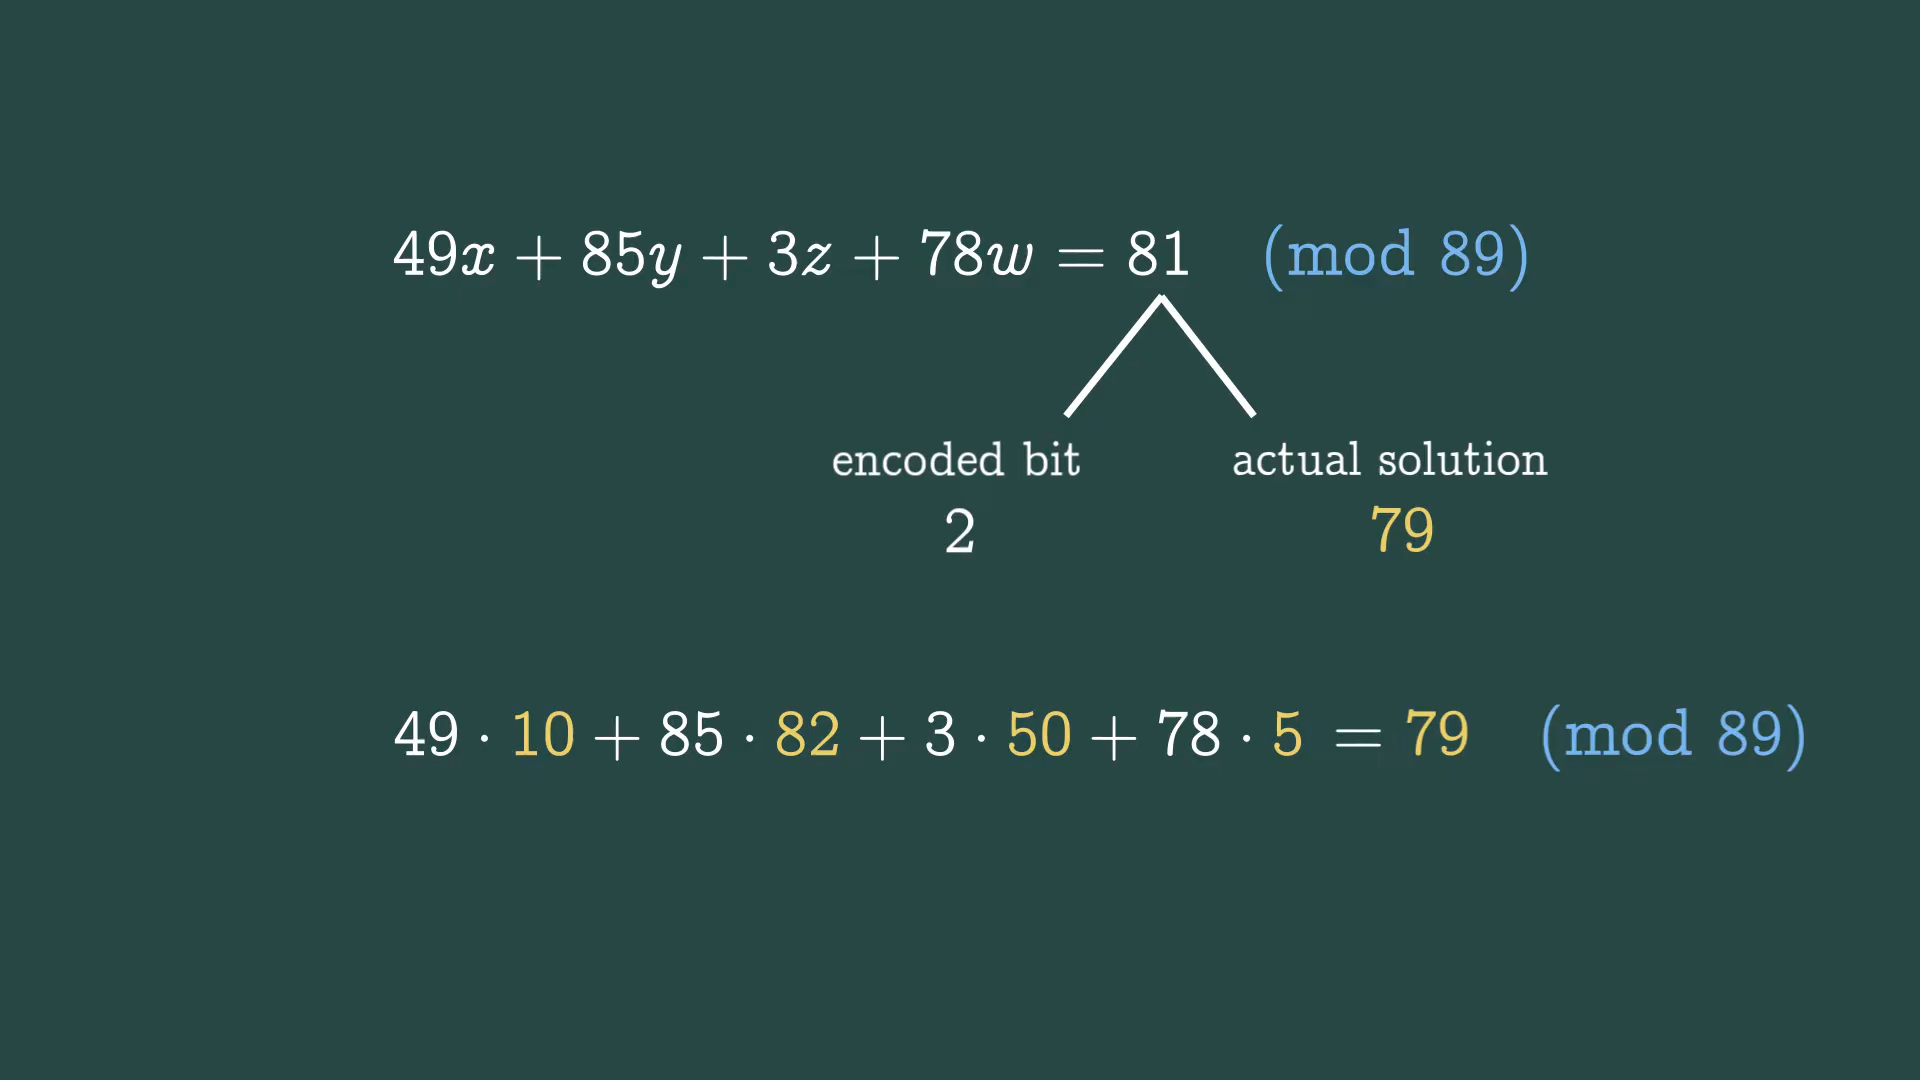 49x + 85y + 3z + 78w = 81 (mod 89)
encoded bit actual solution
2 79
49 · 10 + 85 · 82 + 3 · 50 + 78 · 5 = 79 (mod 89)